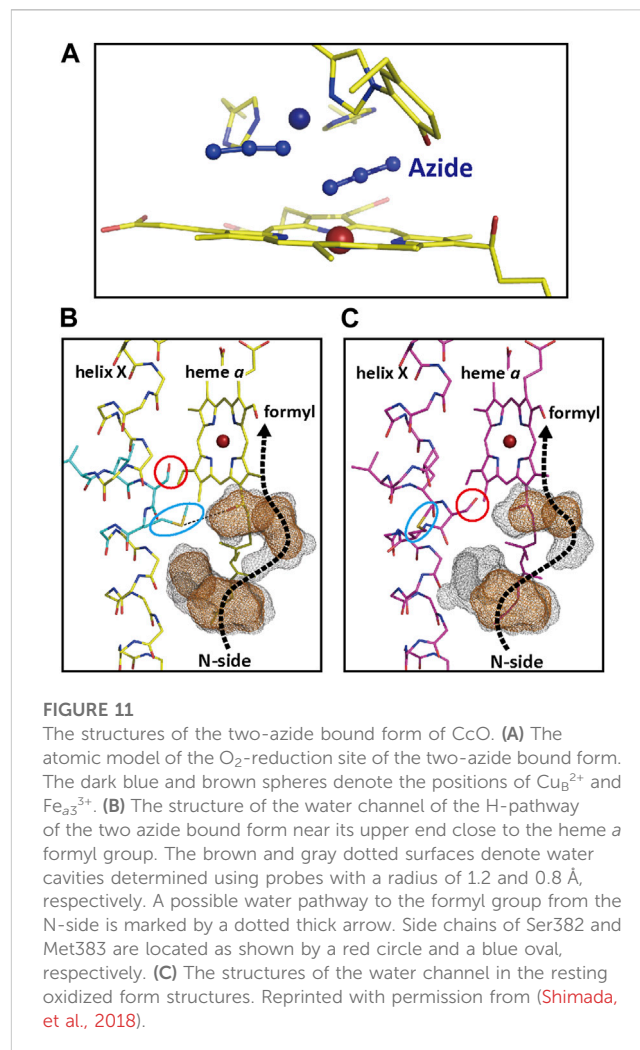 A
Azide
B
C
helix X
heme a
formyl
N-side
helix X
heme a
formyl
N-side
FIGURE 11
The structures of the two-azide bound form of CcO. (A) The
atomic model of the O₂-reduction site of the two-azide bound form.
The dark blue and brown spheres denote the positions of Cu_B²⁺ and
Fe_a3³⁺. (B) The structure of the water channel of the H-pathway
of the two azide bound form near its upper end close to the heme a
formyl group. The brown and gray dotted surfaces denote water
cavities determined using probes with a radius of 1.2 and 0.8 Å,
respectively. A possible water pathway to the formyl group from the
N-side is marked by a dotted thick arrow. Side chains of Ser382 and
Met383 are located as shown by a red circle and a blue oval,
respectively. (C) The structures of the water channel in the resting
oxidized form structures. Reprinted with permission from (Shimada,
et al., 2018).